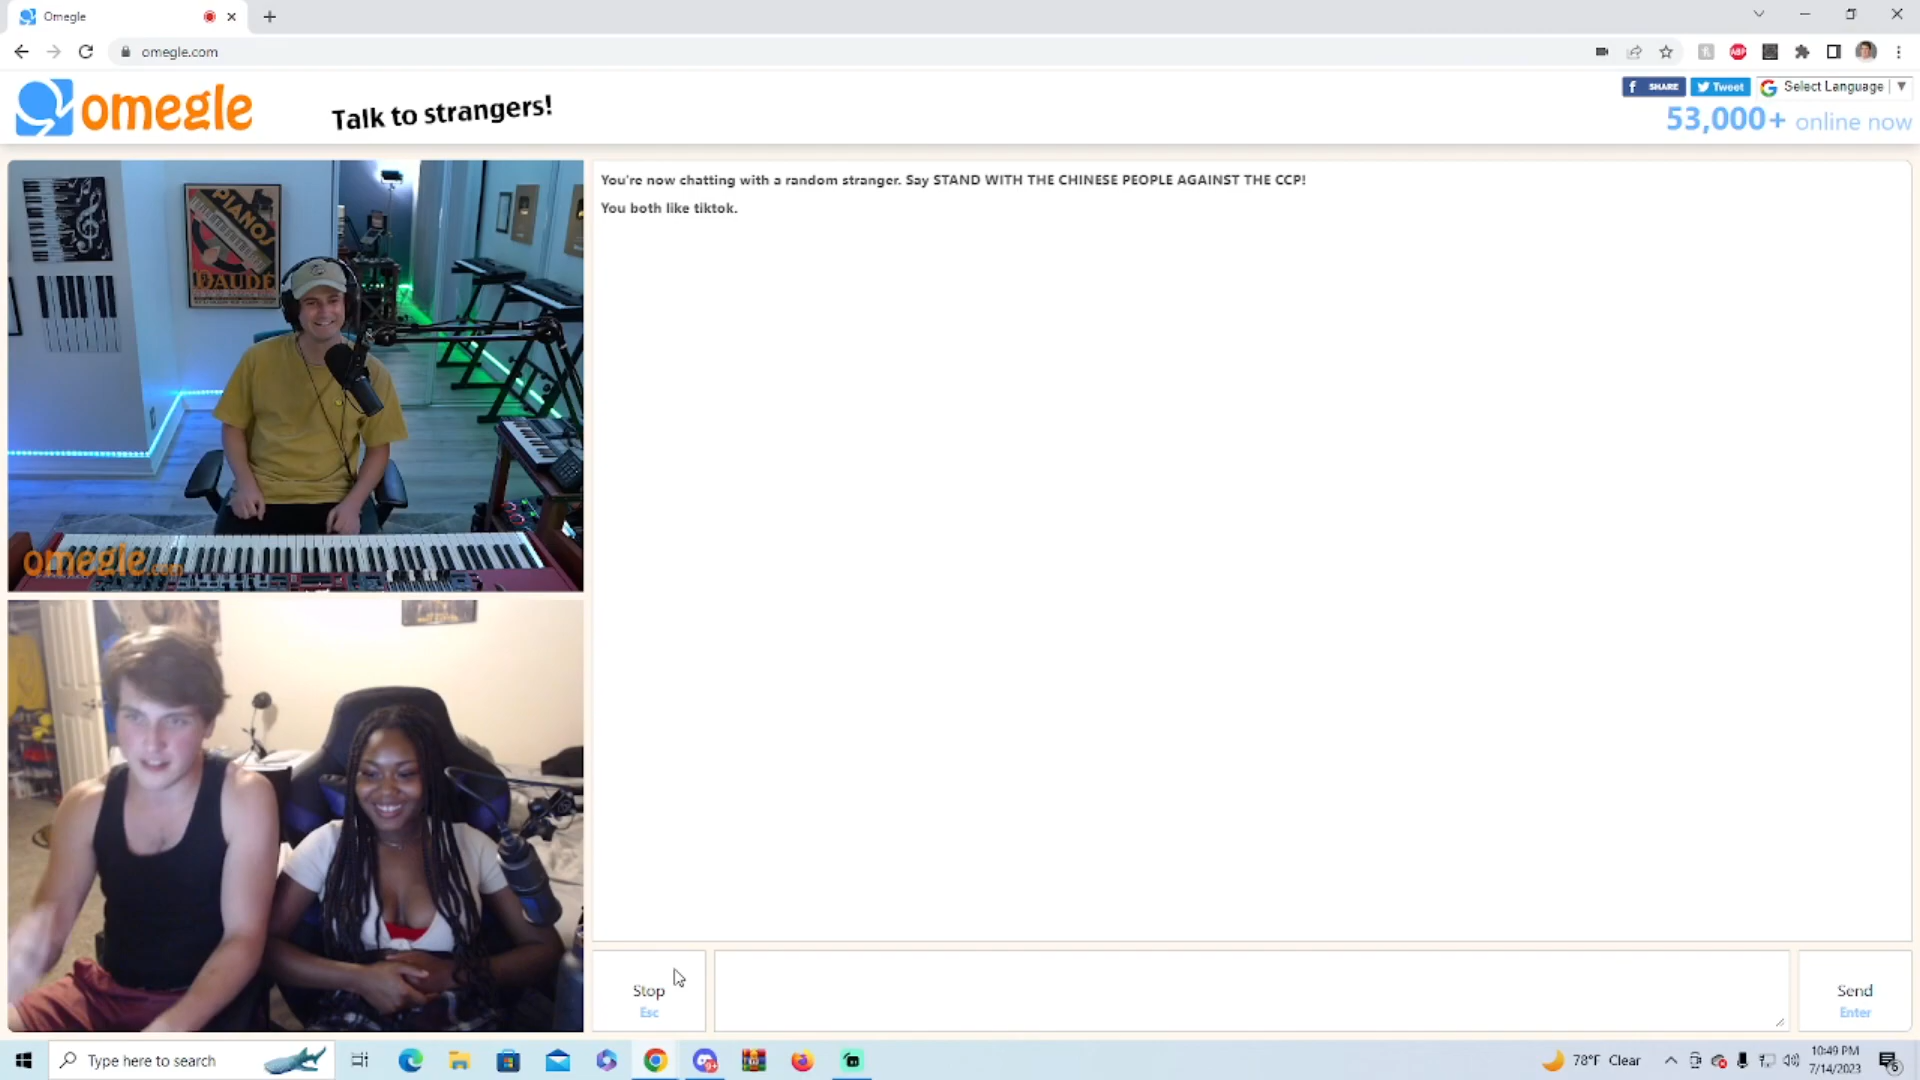 Omegle
omegle.com
omegle
Talk to strangers!
SHARE
Tweet
Select Language
53,000+ online now
PIANOS
DAUDÉ
omegle.com
You're now chatting with a random stranger. Say STAND WITH THE CHINESE PEOPLE AGAINST THE CCP!
You both like tiktok.
Stop
Esc
Send
Enter
Type here to search
78°F Clear
10:49 PM
7/14/2023